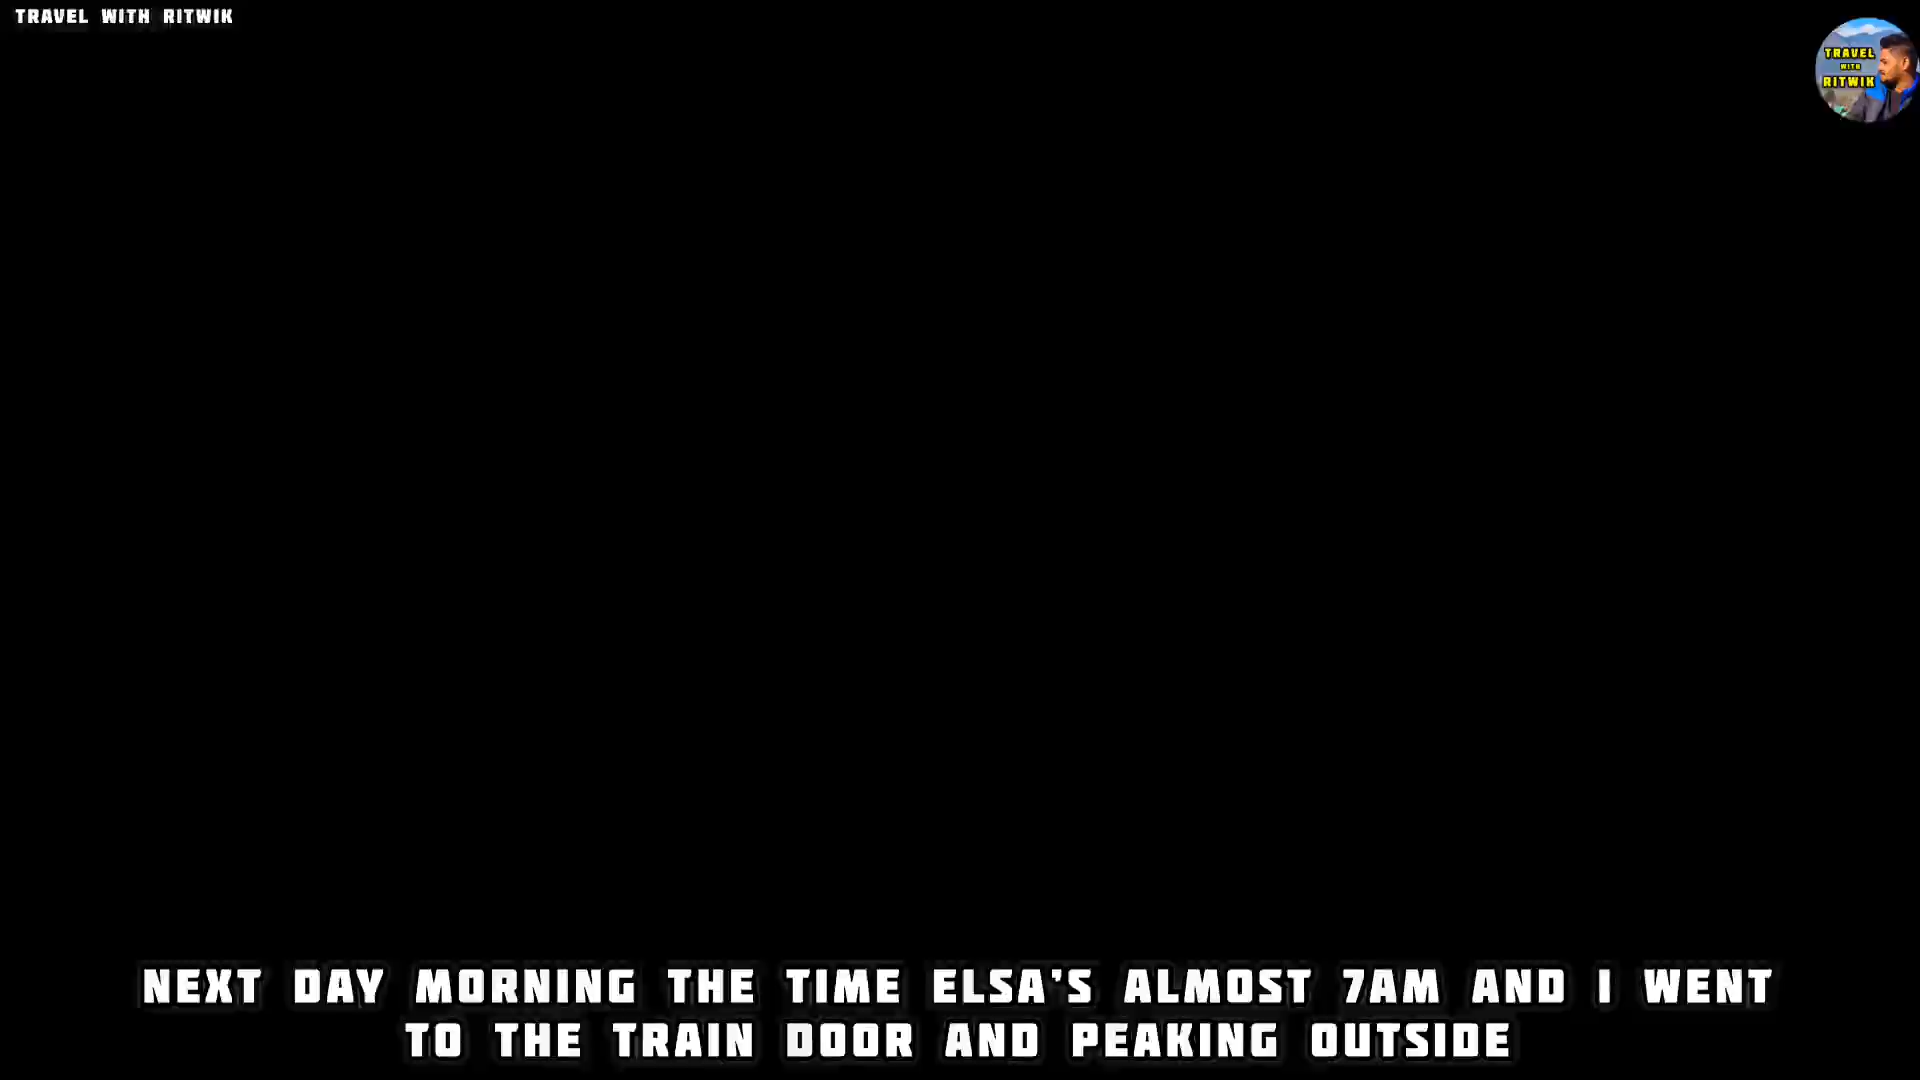 TRAVEL WITH RITWIK
TRAVEL
WITH
RITWIK
NEXT DAY MORNING THE TIME ELSA'S ALMOST 7AM AND I WENT
TO THE TRAIN DOOR AND PEAKING OUTSIDE